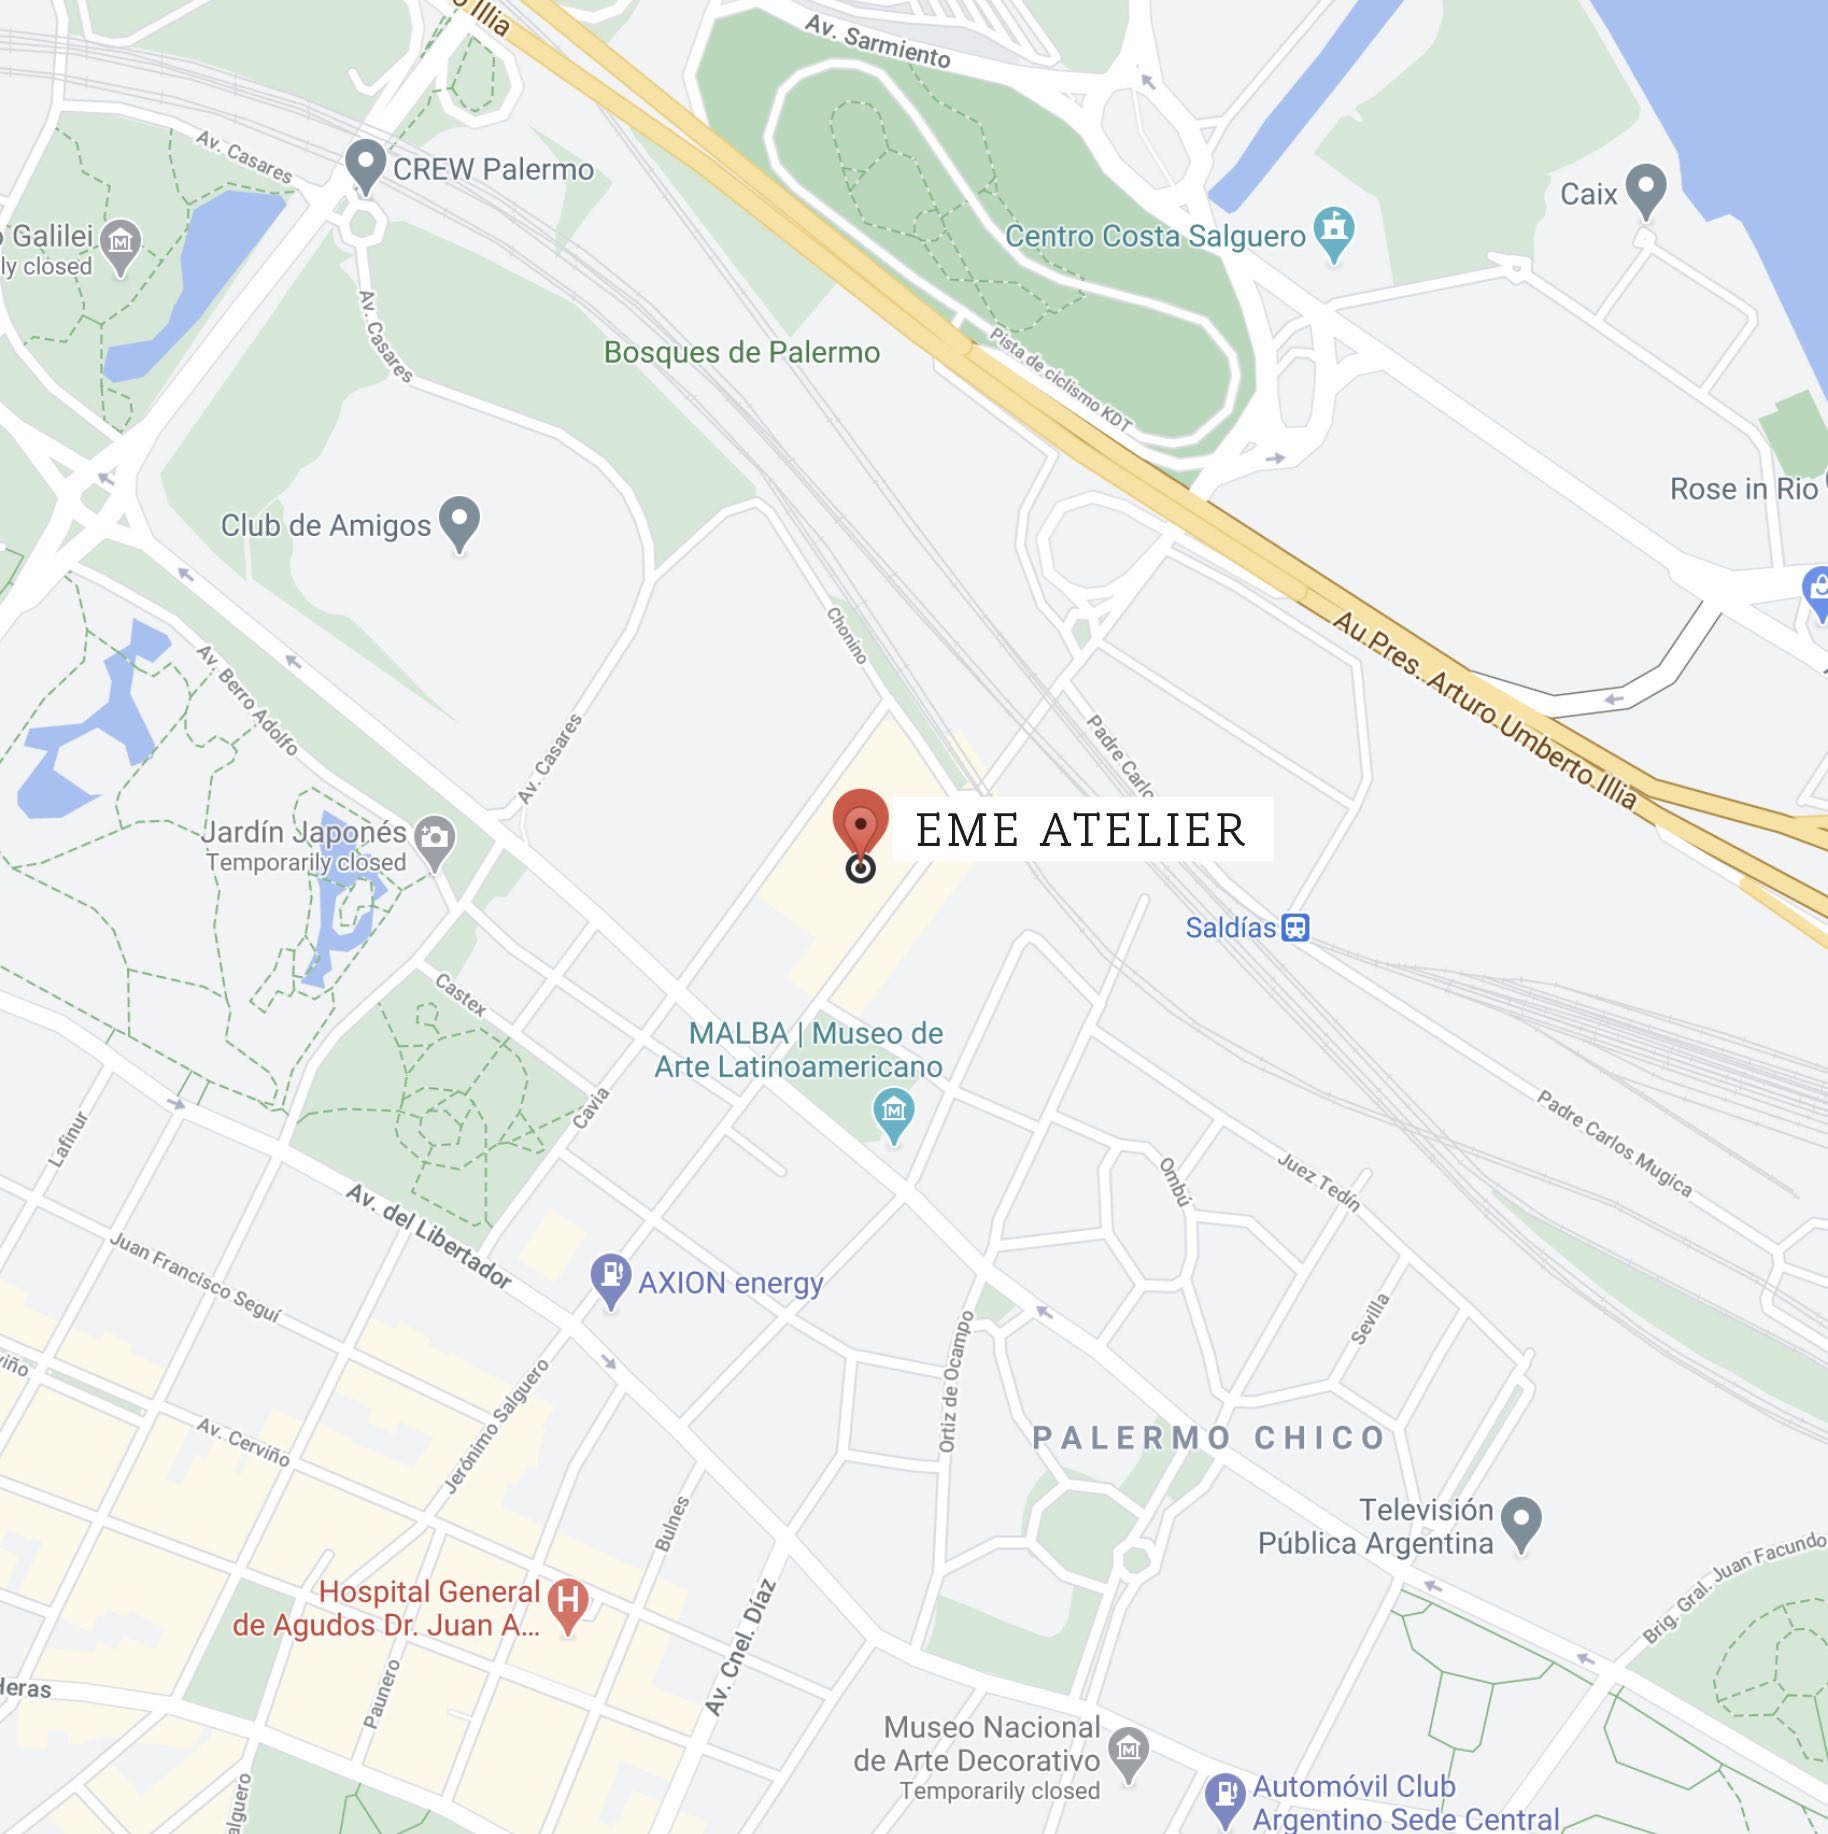 o Illia
Av. Sarmiento
Av. Casares
CREW Palermo
Caix
Galilei
ly closed
Centro Costa Salguero
Av. Casares
Bosques de Palermo
Pista de ciclismo KDT
Rose in Rio
Club de Amigos
Chonino
Au Pres. Arturo Umberto Illia
Av. Berro Adolfo
Av. Casares
Padre Carlo
EME ATELIER
Jardín Japonés
Temporarily closed
Saldías
Castex
MALBA | Museo de
Arte Latinoamericano
M
Cavia
Padre Carlos Mugica
Lafinur
Juez Tedín
Ombú
Av. del Libertador
Juan Francisco Seguí
AXION energy
Sevilla
Ortiz de Ocampo
viño
Jerónimo Salguero
Av. Cerviño
PALERMO CHICO
Bulnes
Televisión
Pública Argentina
Brig. Gral. Juan Facundo
Hospital General
de Agudos Dr. Juan A...
H
Av. Cnel. Díaz
Heras
Paunero
Museo Nacional
de Arte Decorativo
Temporarily closed
M
alguero
Automóvil Club
Argentino Sede Central